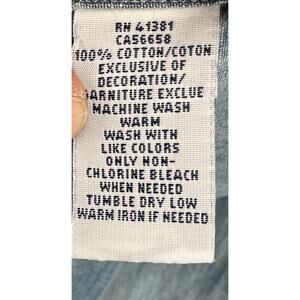 RN 41381
CA56658
100% COTTON/COTON
EXCLUSIVE OF
DECORATION/
GARNITURE EXCLUE
MACHINE WASH
WARM
WASH WITH
LIKE COLORS
ONLY NON-
CHLORINE BLEACH
WHEN NEEDED
TUMBLE DRY LOW
WARM IRON IF NEEDED